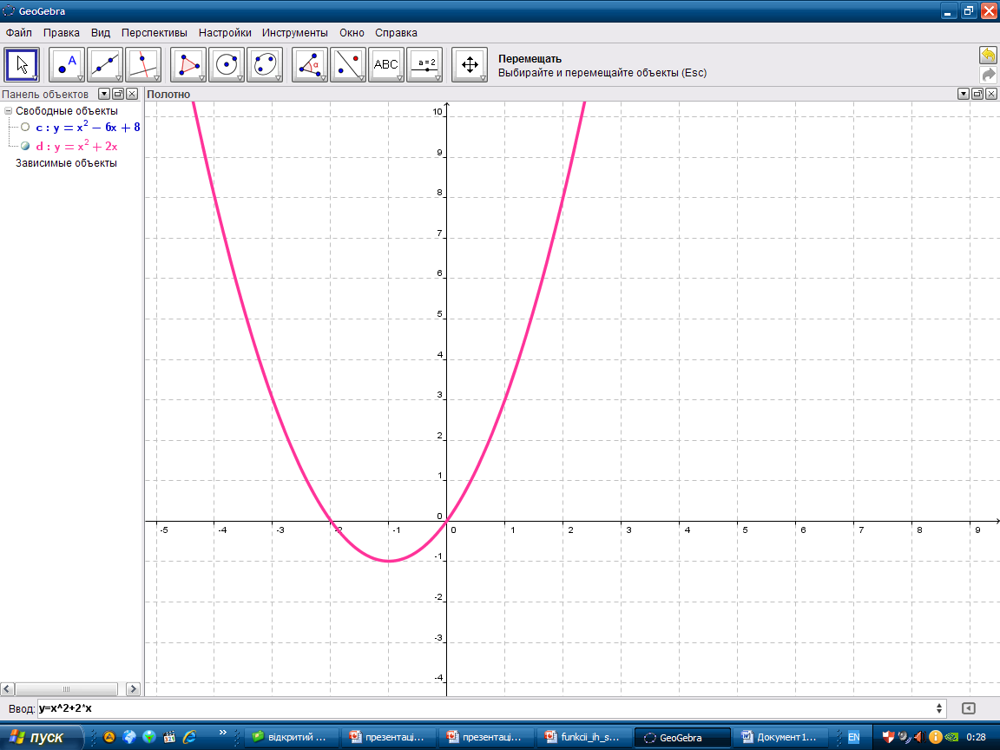 GeoGebra
Файл Правка Вид Перспективы Настройки Инструменты Окно Справка
A
α
ABC
a = 2
Перемещать
Выбирайте и перемещайте объекты (Esc)
Панель объектов
Полотно
Свободные объекты
c : y = x² − 6x + 8
d : y = x² + 2x
Зависимые объекты
10
9
8
7
6
5
4
3
2
1
0
-1
-2
-3
-4
-5 -4 -3 -2 -1 0 1 2 3 4 5 6 7 8 9
Ввод: y=x^2+2*x
пуск
»
відкритий ...
презентаці...
презентаці...
funkcii_ih_s...
GeoGebra
Документ1...
EN
0:28